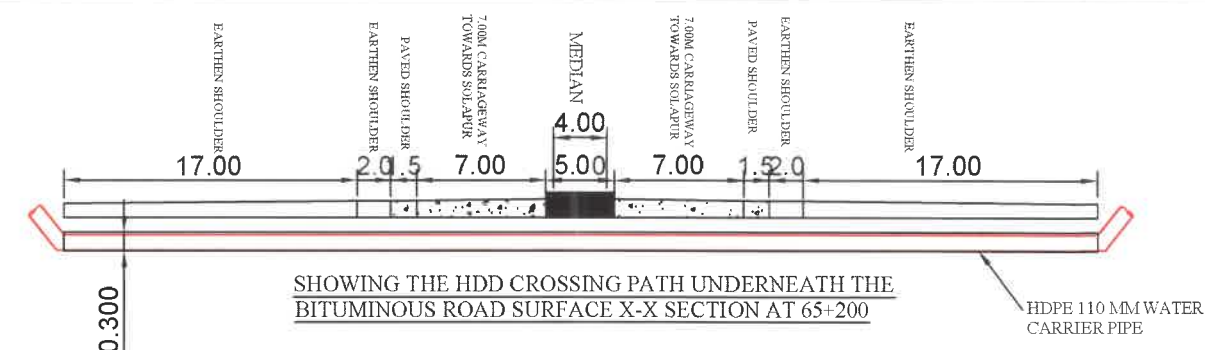 EARTHEN SHOULDER
EARTHEN SHOULDER
PAVED SHOULDER
7.00M CARRIAGEWAY
TOWARDS SOLAPUR
MEDIAN
7.00M CARRIAGEWAY
TOWARDS SOLAPUR
PAVED SHOULDER
EARTHEN SHOULDER
EARTHEN SHOULDER
4.00
17.00 2.0 1.5 7.00 5.00 7.00 1.5 2.0 17.00
0.300
SHOWING THE HDD CROSSING PATH UNDERNEATH THE
BITUMINOUS ROAD SURFACE X-X SECTION AT 65+200
HDPE 110 MM WATER
CARRIER PIPE